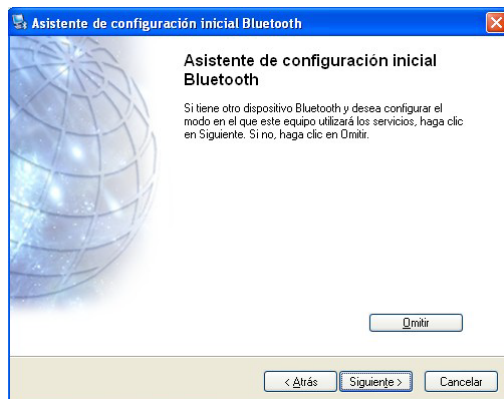 Asistente de configuración inicial Bluetooth
Asistente de configuración inicial
Bluetooth
Si tiene otro dispositivo Bluetooth y desea configurar el
modo en el que este equipo utilizará los servicios, haga clic
en Siguiente. Si no, haga clic en Omitir.
Omitir
< Atrás
Siguiente >
Cancelar